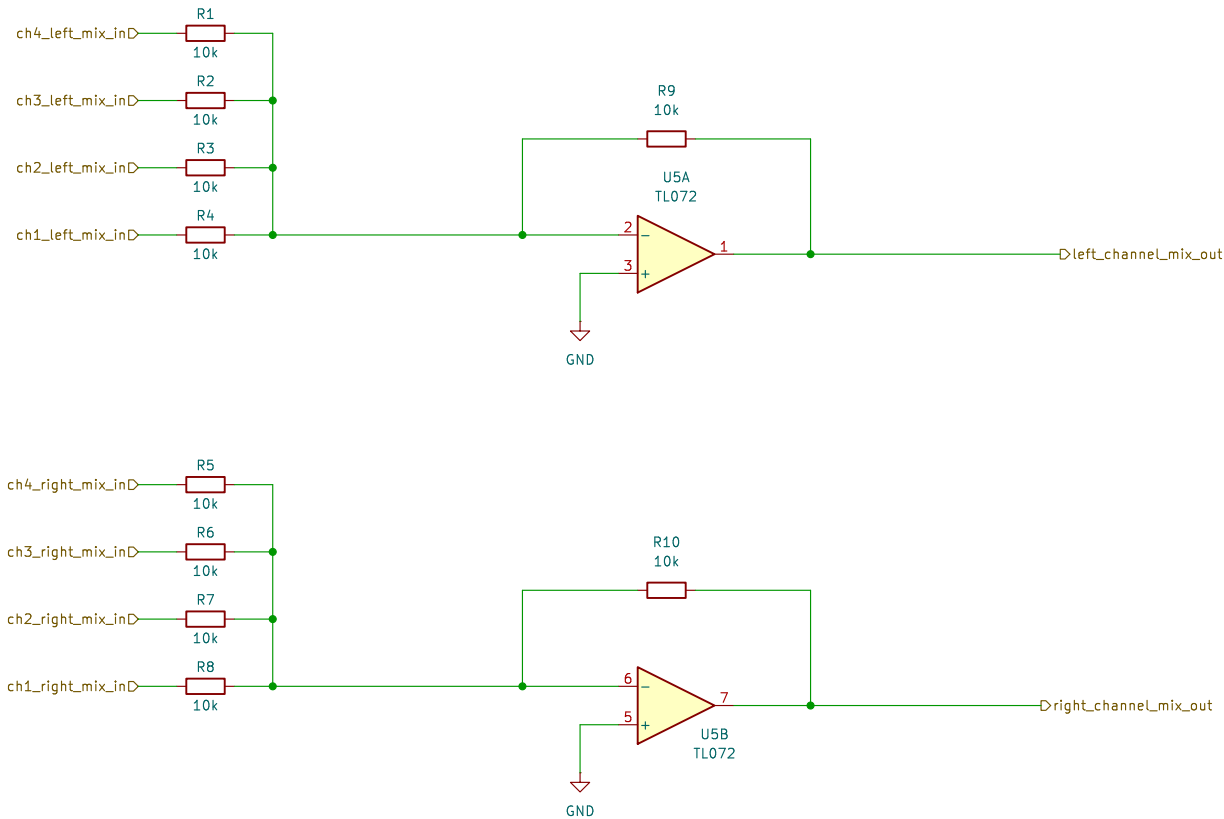 R1
ch4_left_mix_in
10k
R2
ch3_left_mix_in
10k
R3
ch2_left_mix_in
10k
R4
ch1_left_mix_in
10k
R9
10k
U5A
TL072
2
−
1
3
+
left_channel_mix_out
GND
R5
ch4_right_mix_in
10k
R6
ch3_right_mix_in
10k
R7
ch2_right_mix_in
10k
R8
ch1_right_mix_in
10k
R10
10k
6
−
7
5
+
U5B
TL072
right_channel_mix_out
GND